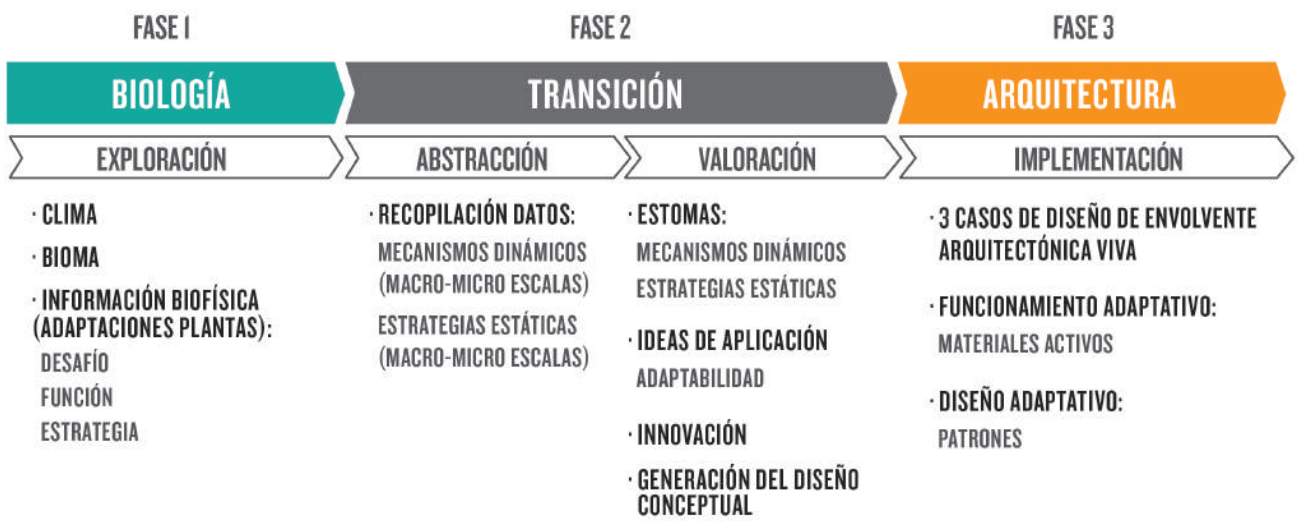 FASE 1
FASE 2
FASE 3
BIOLOGÍA
TRANSICIÓN
ARQUITECTURA
EXPLORACIÓN
ABSTRACCIÓN
VALORACIÓN
IMPLEMENTACIÓN
· CLIMA
· BIOMA
· INFORMACIÓN BIOFÍSICA
(ADAPTACIONES PLANTAS):
DESAFÍO
FUNCIÓN
ESTRATEGIA
· RECOPILACIÓN DATOS:
MECANISMOS DINÁMICOS
(MACRO-MICRO ESCALAS)
ESTRATEGIAS ESTÁTICAS
(MACRO-MICRO ESCALAS)
· ESTOMAS:
MECANISMOS DINÁMICOS
ESTRATEGIAS ESTÁTICAS
· IDEAS DE APLICACIÓN
ADAPTABILIDAD
· INNOVACIÓN
· GENERACIÓN DEL DISEÑO
CONCEPTUAL
· 3 CASOS DE DISEÑO DE ENVOLVENTE
ARQUITECTÓNICA VIVA
· FUNCIONAMIENTO ADAPTATIVO:
MATERIALES ACTIVOS
· DISEÑO ADAPTATIVO:
PATRONES